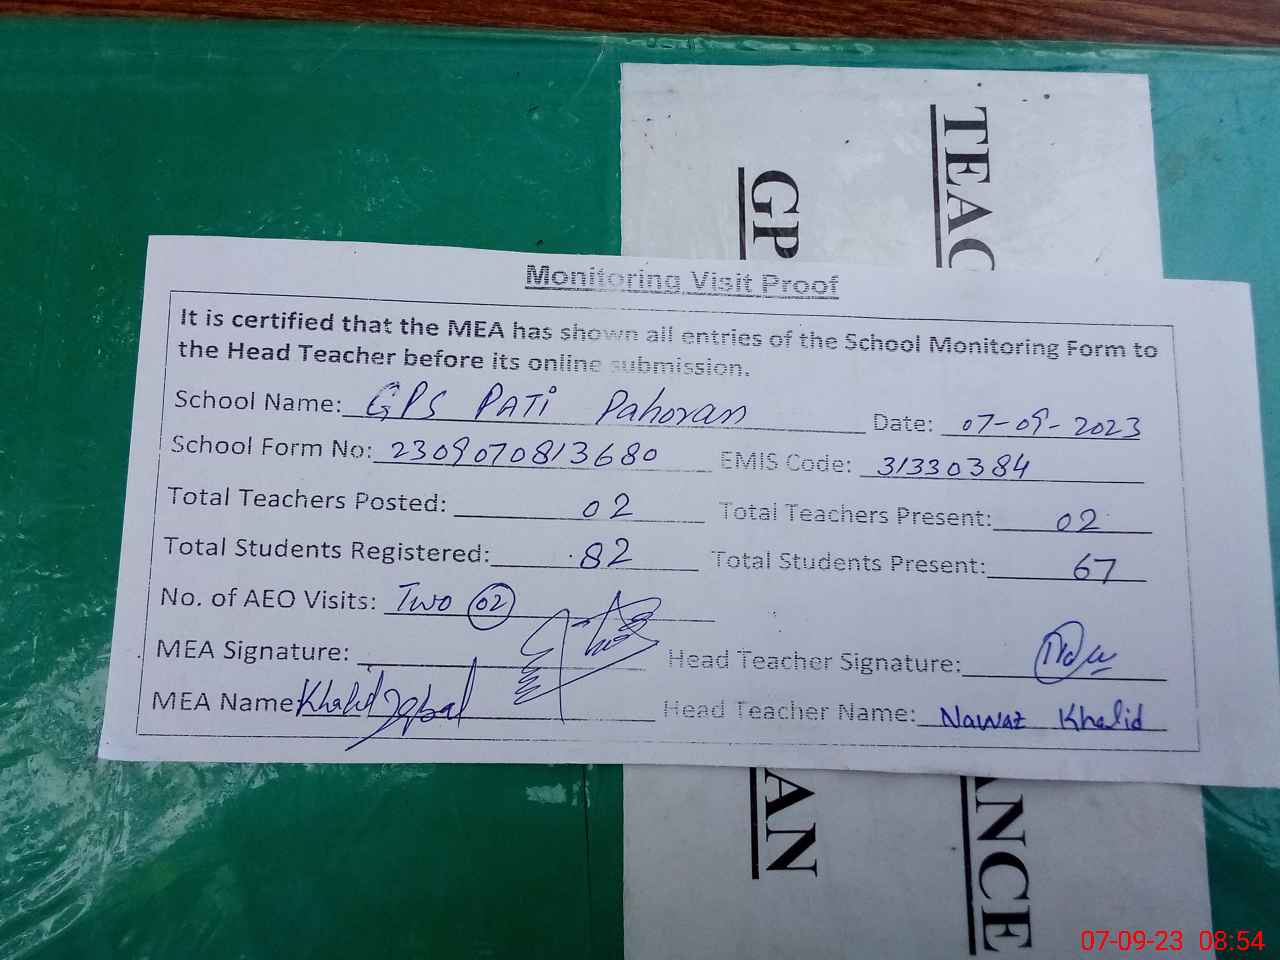 TEAC
GP
Monitoring Visit Proof
It is certified that the MEA has shown all entries of the School Monitoring Form to
the Head Teacher before its online submission.
School Name: GPS PATi Pahoran Date: 07-09-2023
School Form No: 2309070813680 EMIS Code: 31330384
Total Teachers Posted: 02 Total Teachers Present: 02
Total Students Registered: 82 Total Students Present: 67
No. of AEO Visits: Two 02
MEA Signature: Head Teacher Signature:
MEA Name Khalid Iqbal Head Teacher Name: Nawaz Khalid
AN
ANCE
07-09-23 08:54